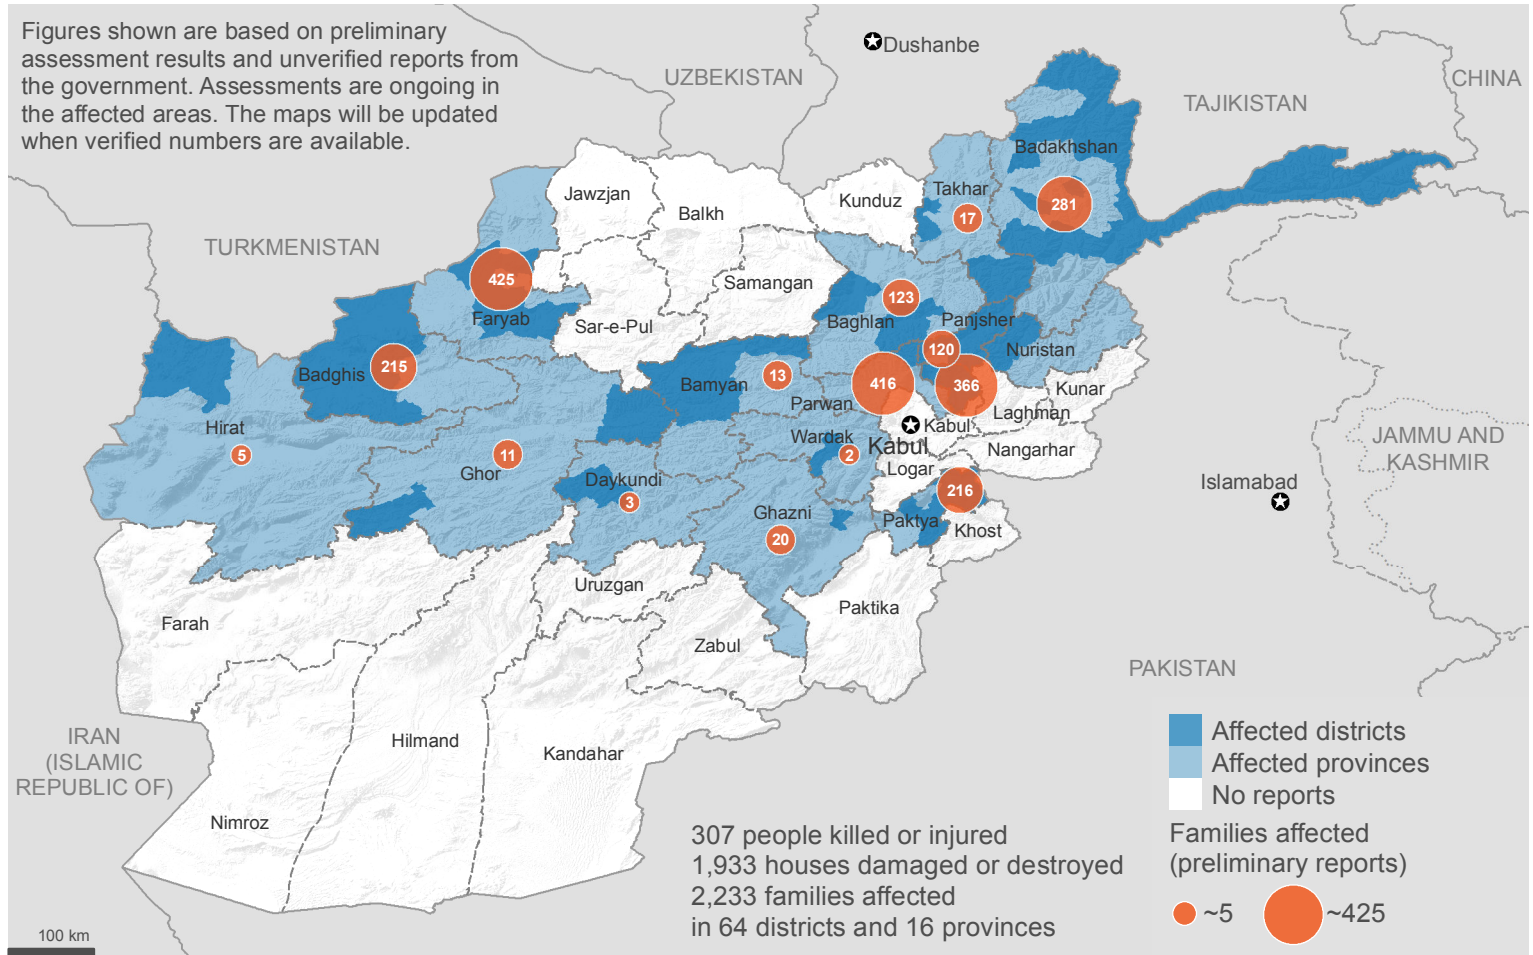 Figures shown are based on preliminary
assessment results and unverified reports from
the government. Assessments are ongoing in
the affected areas. The maps will be updated
when verified numbers are available.
Dushanbe
UZBEKISTAN
CHINA
TAJIKISTAN
Badakhshan
Jawzjan
Balkh
Kunduz
Takhar
17
281
TURKMENISTAN
425
Samangan
123
Faryab
Sar-e-Pul
Baghlan
Panjsher
Nuristan
120
Badghis
215
Bamyan
13
416
366
Kunar
Parwan
Laghman
Hirat
5
Kabul
Wardak
2
Kabul
Nangarhar
JAMMU AND
KASHMIR
Ghor
11
Logar
Daykundi
3
216
Islamabad
Ghazni
20
Paktya
Khost
Uruzgan
Paktika
Farah
Zabul
PAKISTAN
IRAN
(ISLAMIC
REPUBLIC OF)
Hilmand
Kandahar
Nimroz
Affected districts
Affected provinces
No reports
Families affected
(preliminary reports)
~5
~425
307 people killed or injured
1,933 houses damaged or destroyed
2,233 families affected
in 64 districts and 16 provinces
100 km